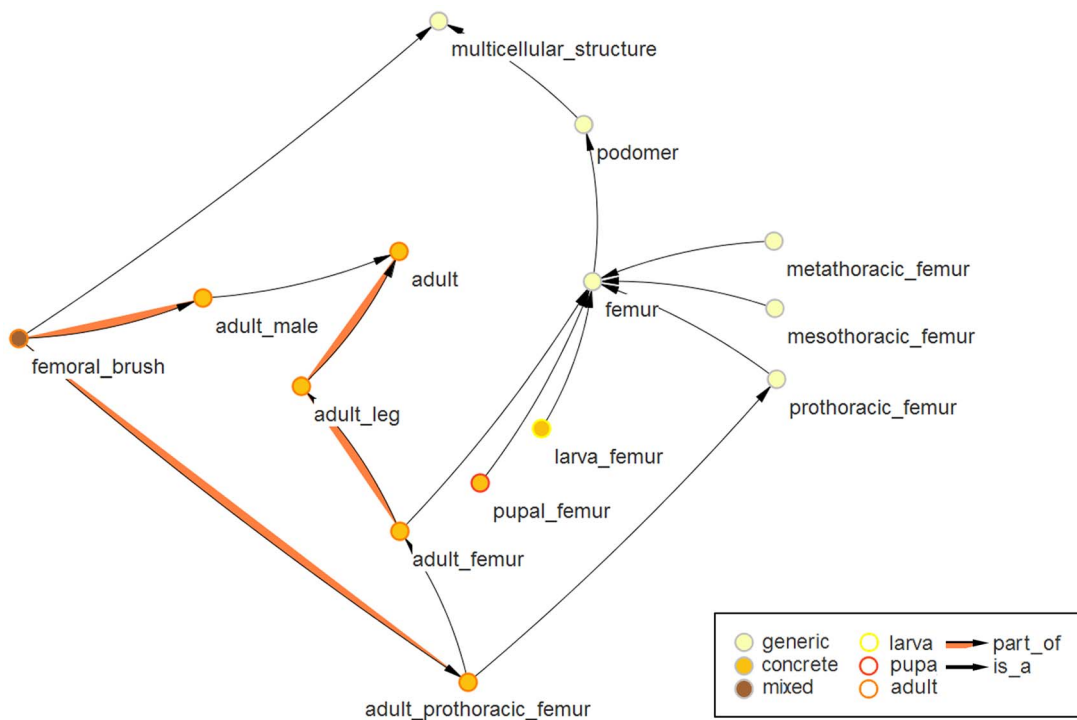 multicellular_structure
podomer
adult
metathoracic_femur
adult_male
femur
mesothoracic_femur
femoral_brush
prothoracic_femur
adult_leg
larva_femur
pupal_femur
adult_femur
adult_prothoracic_femur
generic larva part_of
concrete pupa is_a
mixed adult